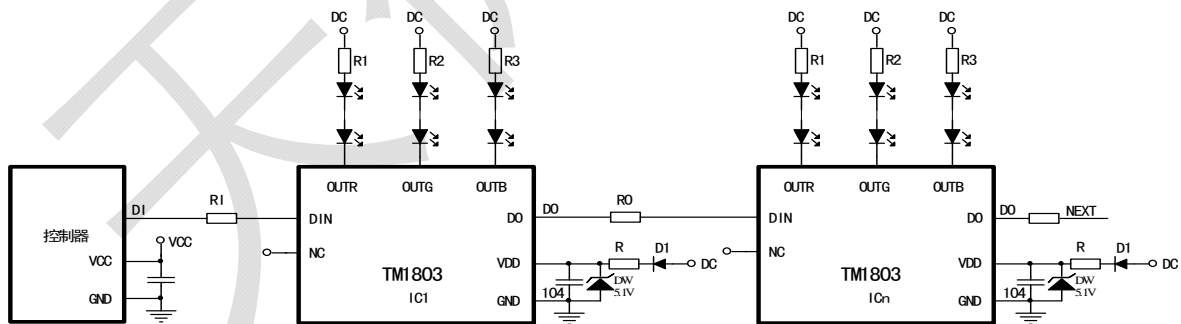 DC DC DC DC DC DC
R1 R2 R3 R1 R2 R3
OUTR OUTG OUTB OUTR OUTG OUTB
DI RI DIN DO DO RO DIN DO DO NEXT
控制器 VCC NC R D1 NC R D1
VCC TM1803 VDD DC TM1803 VDD DC
DW 5.1V DW 5.1V
GND IC1 GND 104 ICn GND 104